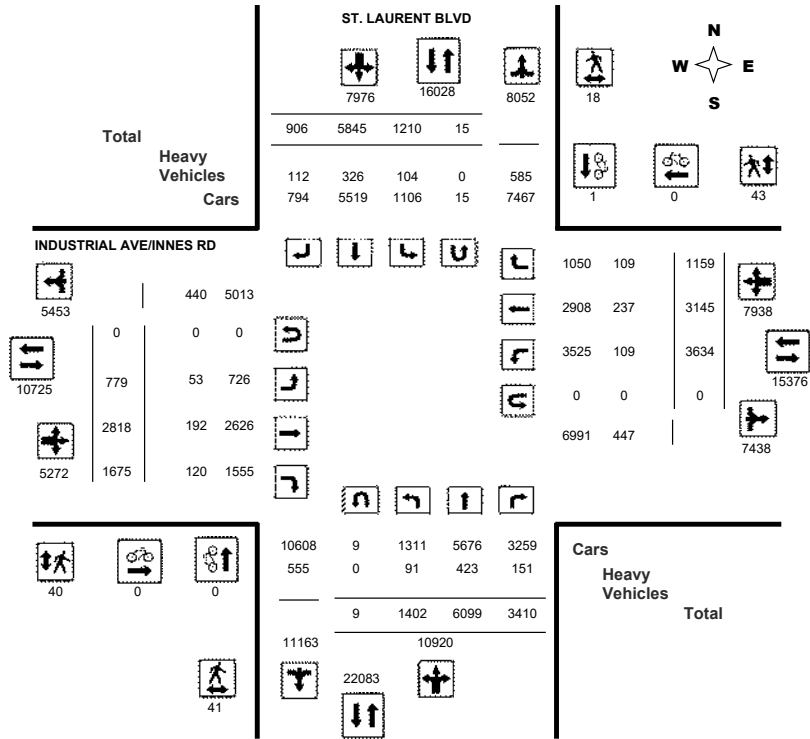 ST. LAURENT BLVD
N
W E
S
7976 16028 8052 18
906 5845 1210 15
Total
Heavy
Vehicles
Cars
112 326 104 0 585
794 5519 1106 15 7467
1 0 43
INDUSTRIAL AVE/INNES RD
5453
440 5013
0 0 0
10725
779 53 726
2818 192 2626
5272
1675 120 1555
1050 109 1159
2908 237 3145
7938
3525 109 3634
15376
0 0 0
6991 447
7438
10608 9 1311 5676 3259
555 0 91 423 151
9 1402 6099 3410
11163 10920
22083
40 0 0
41
Cars
Heavy
Vehicles
Total